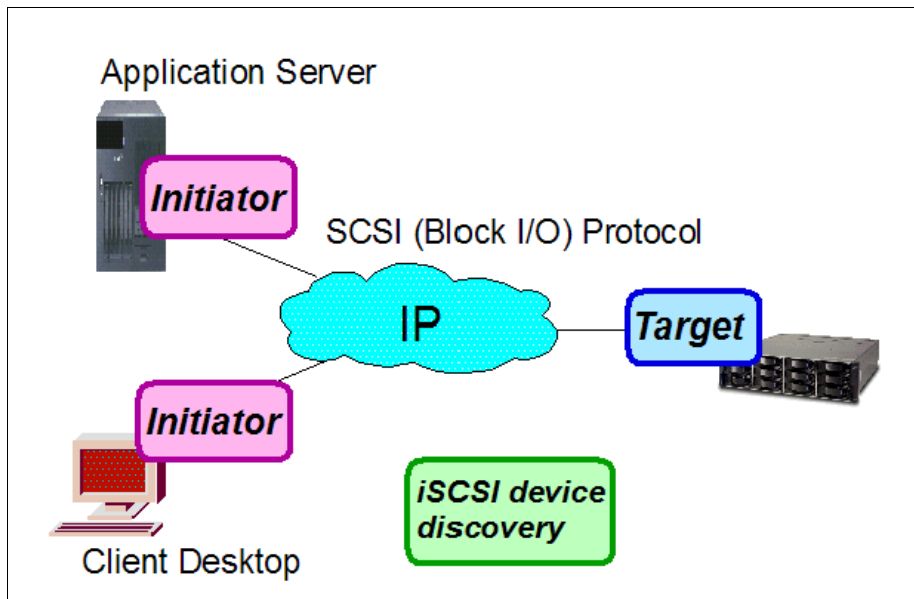 Application Server
Initiator
SCSI (Block I/O) Protocol
IP
Target
Initiator
iSCSI device
discovery
Client Desktop